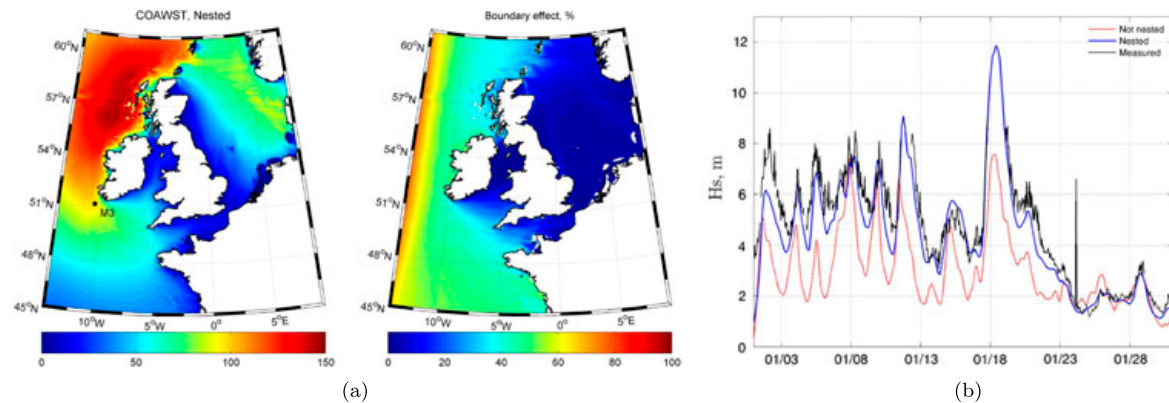 COAWST, Nested
60°N
57°N
54°N
51°N
48°N
45°N
M3
10°W
5°W
0°
5°E
0
50
100
150
Boundary effect, %
60°N
57°N
54°N
51°N
48°N
45°N
10°W
5°W
0°
5°E
0
20
40
60
80
100
(a)
Not nested
Nested
Measured
Hs, m
12
10
8
6
4
2
0
01/03
01/08
01/13
01/18
01/23
01/28
(b)